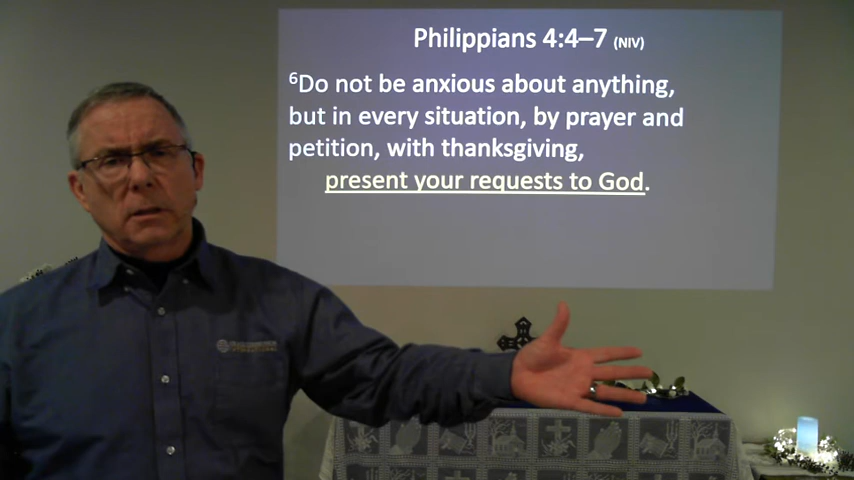 Philippians 4:4–7 (NIV)
⁶Do not be anxious about anything,
but in every situation, by prayer and
petition, with thanksgiving,
present your requests to God.